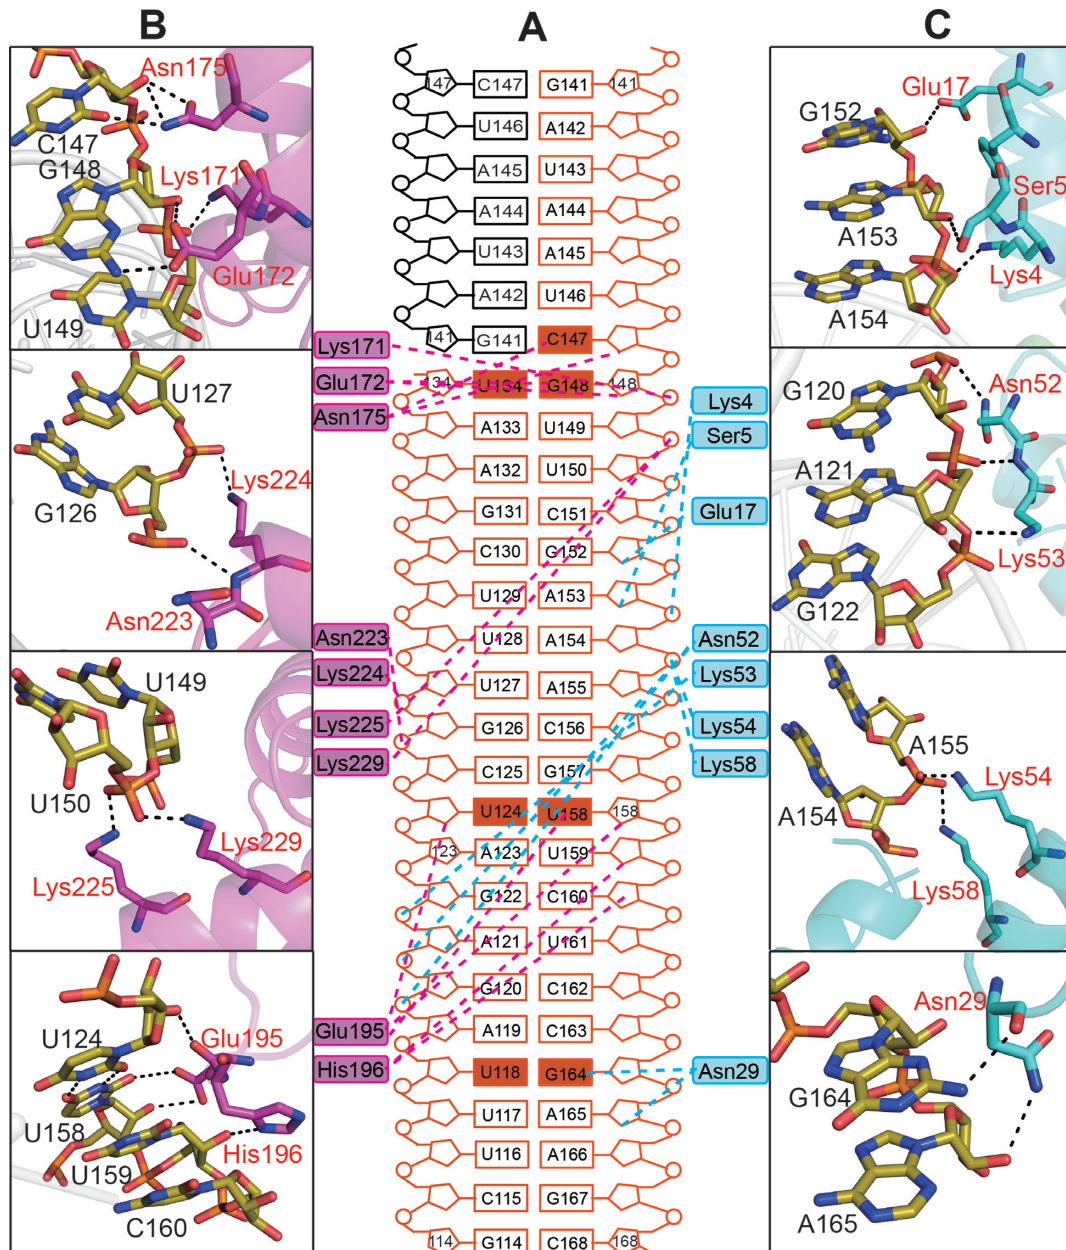 B
A
C
Asn175
C147
G148
Lys171
Glu172
U149
U127
Lys224
G126
Asn223
U149
U150
Lys229
Lys225
U124
Glu195
U158
U159
His196
C160
147 C147 G141 141
U146 A142
A145 U143
A144 A144
U143 A145
A142 U146
141 G141 C147
134 U134 G148 148
A133 U149
A132 U150
G131 C151
C130 G152
U129 A153
U128 A154
U127 A155
G126 C156
C125 G157
U124 U158 158
123 A123 U159
G122 C160
A121 U161
G120 C162
A119 C163
U118 G164
U117 A165
U116 A166
C115 G167
114 G114 C168 168
Lys171
Glu172
Asn175
Asn223
Lys224
Lys225
Lys229
Glu195
His196
Lys4
Ser5
Glu17
Asn52
Lys53
Lys54
Lys58
Asn29
Glu17
G152
Ser5
A153
Lys4
A154
Asn52
G120
A121
Lys53
G122
A155
Lys54
A154
Lys58
Asn29
G164
A165